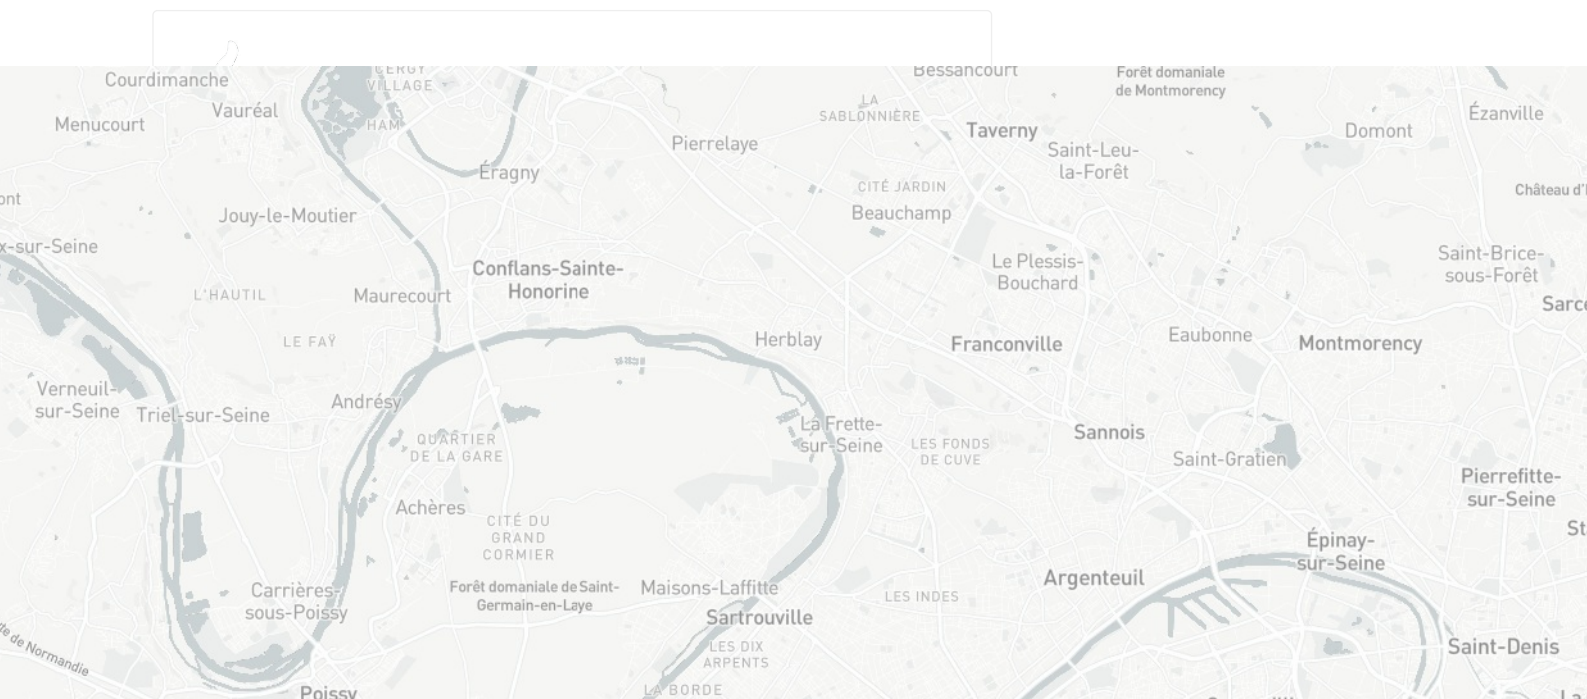 Bessancourt
Forêt domaniale
de Montmorency
CERGY
VILLAGE
Courdimanche
Vauréal
Menucourt
HAM
LA
SABLONNIÈRE
Taverny
Ézanville
Domont
Pierrelaye
Saint-Leu-
la-Forêt
Éragny
CITÉ JARDIN
Château d'
ont
Jouy-le-Moutier
Beauchamp
x-sur-Seine
Conflans-Sainte-
Honorine
Le Plessis-
Bouchard
Saint-Brice-
sous-Forêt
L'HAUTIL
Maurecourt
Sarce
LE FAŸ
Herblay
Franconville
Eaubonne
Montmorency
Verneuil-
sur-Seine
Triel-sur-Seine
Andrésy
La Frette-
sur-Seine
Sannois
QUARTIER
DE LA GARE
LES FONDS
DE CUVE
Saint-Gratien
Pierrefitte-
sur-Seine
Achères
CITÉ DU
GRAND
CORMIER
St
Épinay-
sur-Seine
Carrières-
sous-Poissy
Forêt domaniale de Saint-
Germain-en-Laye
Maisons-Laffitte
Argenteuil
LES INDES
Sartrouville
te de Normandie
LES DIX
ARPENTS
Saint-Denis
Poissy
LA BORDE